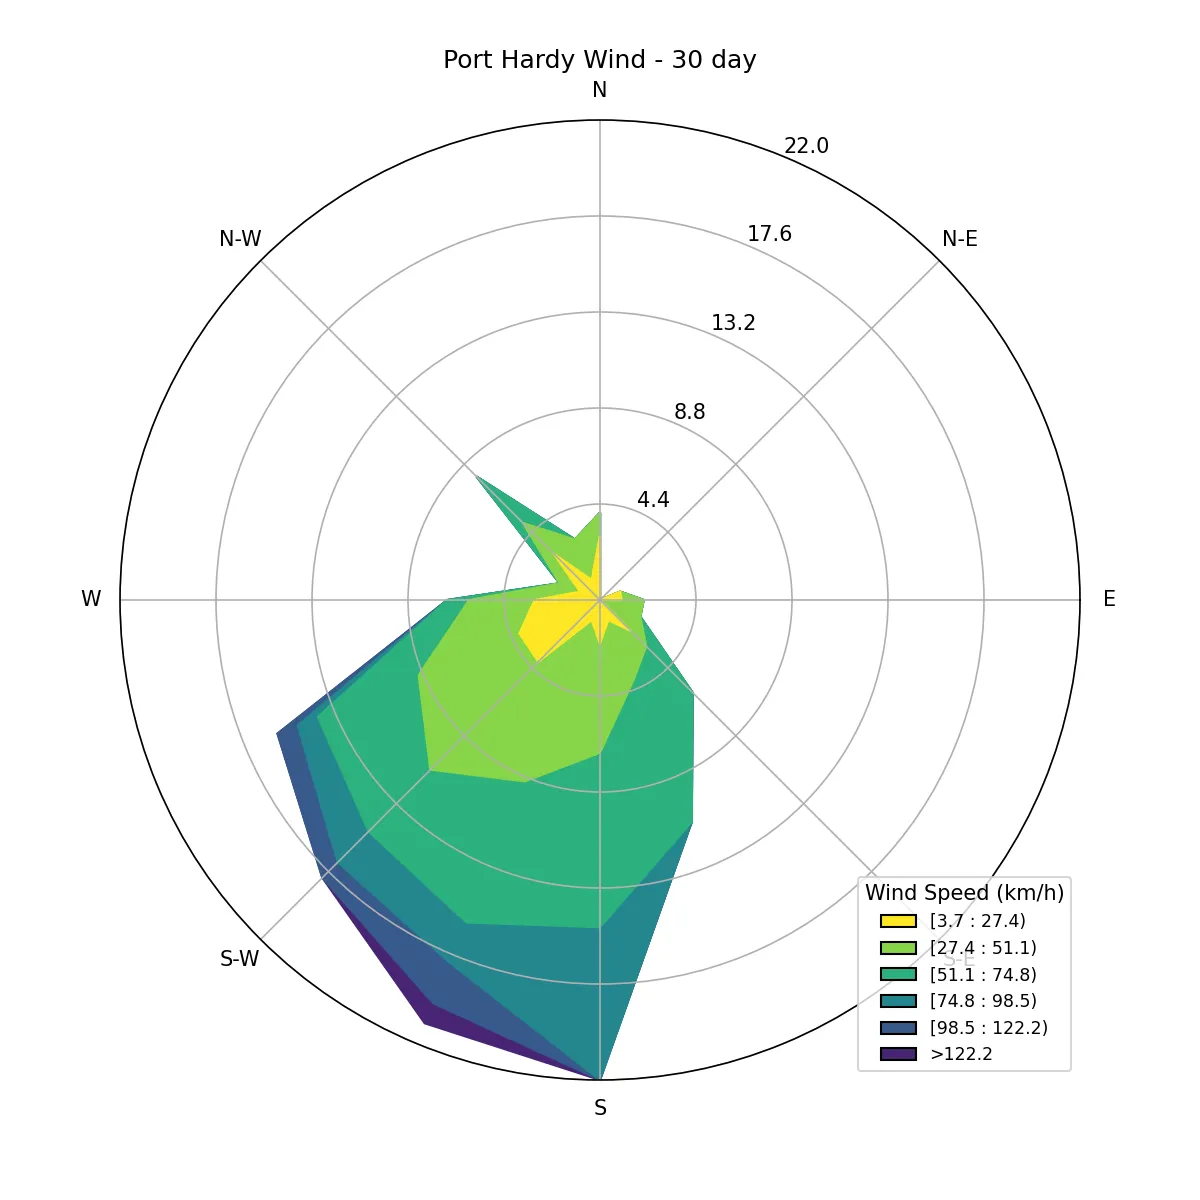 Port Hardy Wind - 30 day
N
22.0
N-W
17.6
N-E
13.2
8.8
4.4
W
E
Wind Speed (km/h)
[3.7 : 27.4)
[27.4 : 51.1)
S-W
S-E
[51.1 : 74.8)
[74.8 : 98.5)
[98.5 : 122.2)
>122.2
S